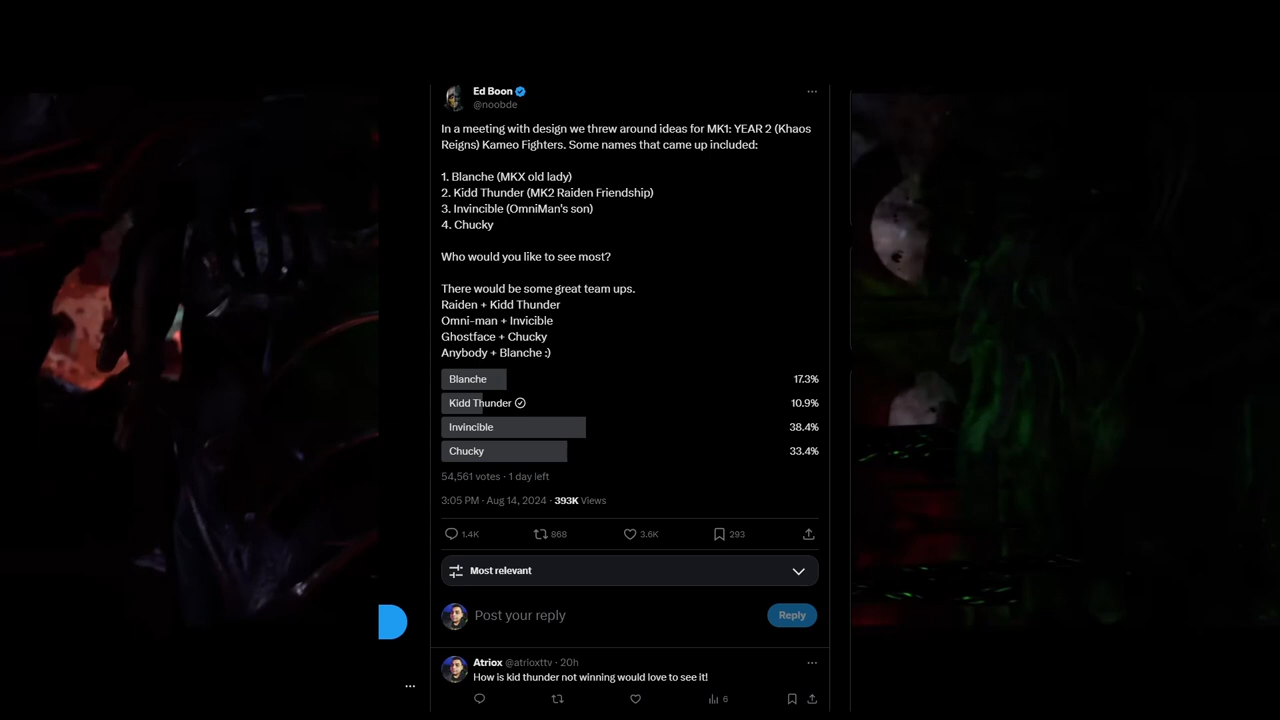 Ed Boon
@noobde
In a meeting with design we threw around ideas for MK1: YEAR 2 (Khaos
Reigns) Kameo Fighters. Some names that came up included:
1. Blanche (MKX old lady)
2. Kidd Thunder (MK2 Raiden Friendship)
3. Invincible (OmniMan's son)
4. Chucky
Who would you like to see most?
There would be some great team ups.
Raiden + Kidd Thunder
Omni-man + Invicible
Ghostface + Chucky
Anybody + Blanche :)
Blanche 17.3%
Kidd Thunder 10.9%
Invincible 38.4%
Chucky 33.4%
54,561 votes · 1 day left
3:05 PM · Aug 14, 2024 · 393K Views
1.4K 868 3.6K 293
Most relevant
Post your reply Reply
Atriox @atrioxttv · 20h
How is kid thunder not winning would love to see it!
6